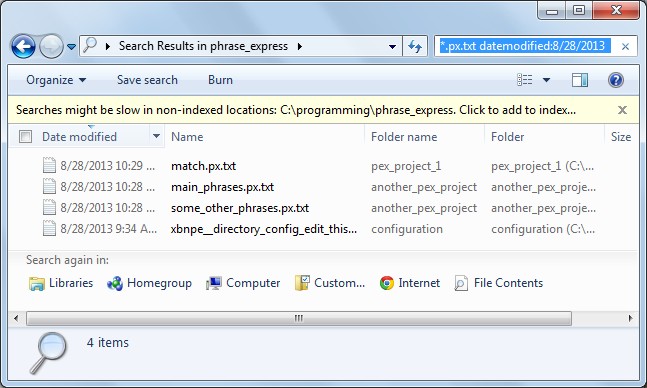 Search Results in phrase_express
*.px.txt datemodified:8/28/2013
Organize Save search Burn
Searches might be slow in non-indexed locations: C:\programming\phrase_express. Click to add to index...
Date modified Name Folder name Folder Size
8/28/2013 10:29 ... match.px.txt pex_project_1 pex_project_1 (C:\...
8/28/2013 10:28 ... main_phrases.px.txt another_pex_project another_pex_proje...
8/28/2013 10:28 ... some_other_phrases.px.txt another_pex_project another_pex_proje...
8/28/2013 9:34 A... xbnpe__directory_config_edit_this... configuration configuration (C:\...
Search again in:
Libraries Homegroup Computer Custom... Internet File Contents
4 items